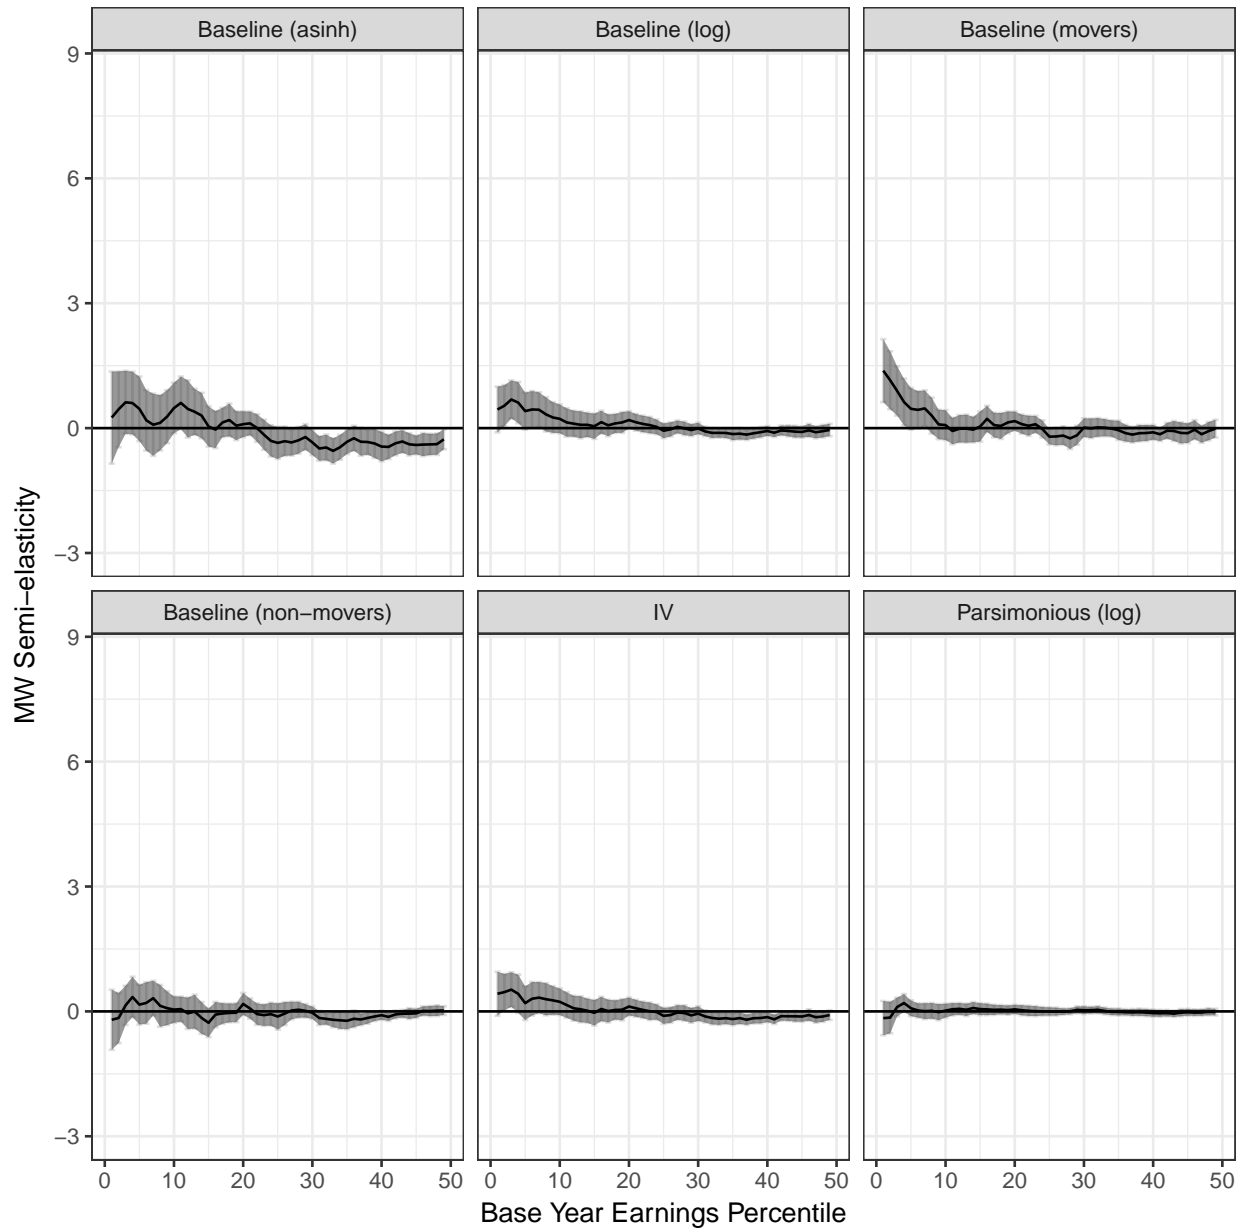 Baseline (asinh) Baseline (log) Baseline (movers)
9
6
3
0
−3
Baseline (non−movers) IV Parsimonious (log)
9
6
3
0
−3
MW Semi−elasticity
0 10 20 30 40 50 0 10 20 30 40 50 0 10 20 30 40 50
Base Year Earnings Percentile